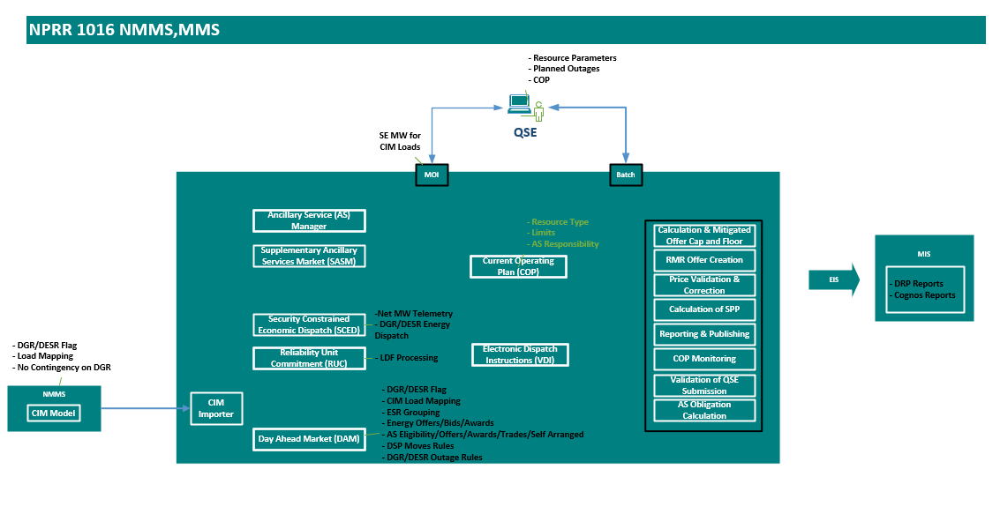 NPRR 1016 NMMS,MMS
- Resource Parameters
- Planned Outages
- COP
QSE
SE MW for
CIM Loads
MOI
Batch
Ancillary Service (AS)
Manager
Supplementary Ancillary
Services Market (SASM)
- Resource Type
- Limits
- AS Responsibility
Current Operating
Plan (COP)
Security Constrained
Economic Dispatch (SCED)
-Net MW Telemetry
- DGR/DESR Energy
Dispatch
Reliability Unit
Commitment (RUC)
- LDF Processing
Electronic Dispatch
Instructions (VDI)
- DGR/DESR Flag
- Load Mapping
- No Contingency on DGR
NMMS
CIM Model
CIM
Importer
Day Ahead Market (DAM)
- DGR/DESR Flag
- CIM Load Mapping
- ESR Grouping
- Energy Offers/Bids/Awards
- AS Eligibility/Offers/Awards/Trades/Self Arranged
- DSP Moves Rules
- DGR/DESR Outage Rules
Calculation & Mitigated
Offer Cap and Floor
RMR Offer Creation
Price Validation &
Correction
Calculation of SPP
Reporting & Publishing
COP Monitoring
Validation of QSE
Submission
AS Obligation
Calculation
EIS
MIS
- DRP Reports
- Cognos Reports